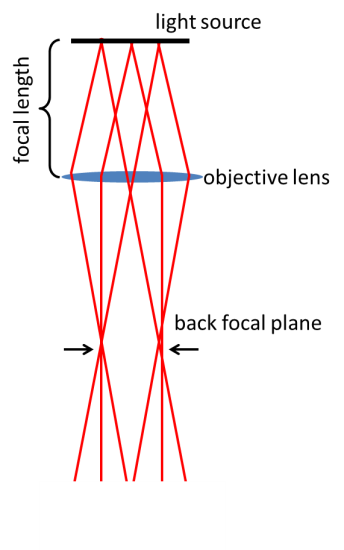 light source
focal length
objective lens
back focal plane